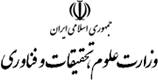 جمهوری اسلامی ایران
وزارت علوم، تحقیقات و فناوری